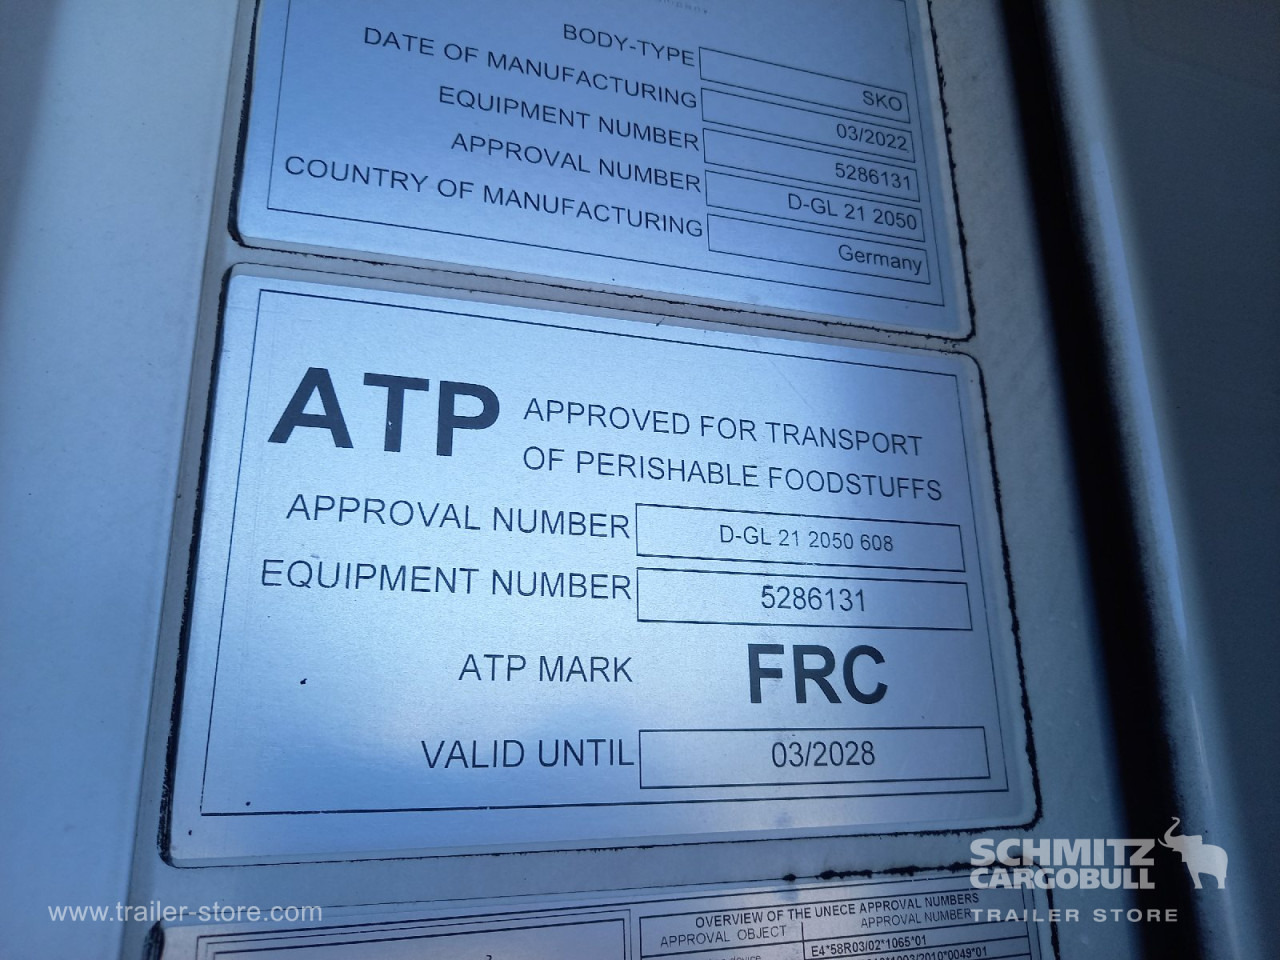 BODY-TYPE SKO
DATE OF MANUFACTURING 03/2022
EQUIPMENT NUMBER 5286131
APPROVAL NUMBER D-GL 21 2050
COUNTRY OF MANUFACTURING Germany
ATP APPROVED FOR TRANSPORT
OF PERISHABLE FOODSTUFFS
APPROVAL NUMBER D-GL 21 2050 608
EQUIPMENT NUMBER 5286131
ATP MARK FRC
VALID UNTIL 03/2028
OVERVIEW OF THE UNECE APPROVAL NUMBERS
APPROVAL OBJECT APPROVAL NUMBER
E4*58R03/02*1065*01
SCHMITZ
CARGOBULL
TRAILER STORE
www.trailer-store.com